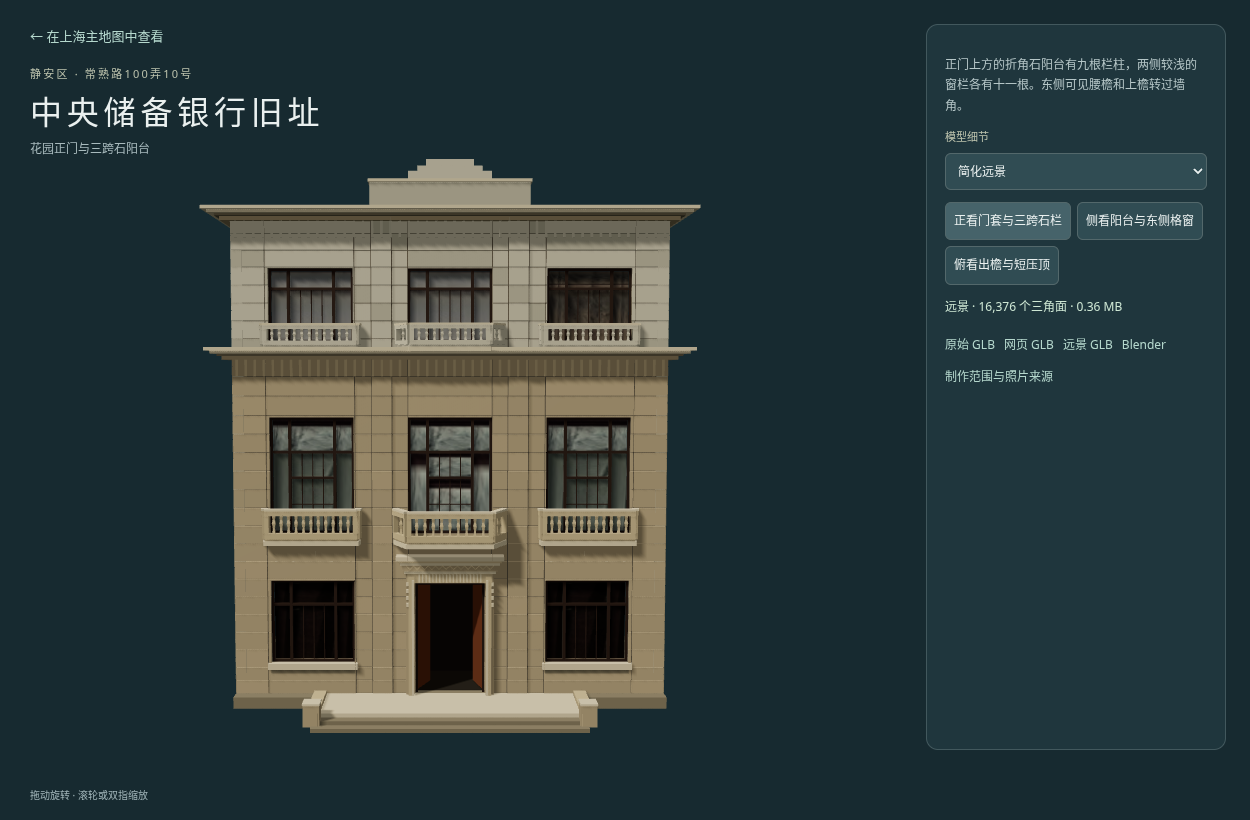 ← 在上海主地图中查看
静安区 · 常熟路100弄10号
中央储备银行旧址
花园正门与三跨石阳台
正门上方的折角石阳台有九根栏柱，两侧较浅的
窗栏各有十一根。东侧可见腰檐和上檐转过墙
角。
模型细节
简化远景
正看门套与三跨石栏
侧看阳台与东侧格窗
俯看出檐与短压顶
远景 · 16,376 个三角面 · 0.36 MB
原始 GLB 网页 GLB 远景 GLB Blender
制作范围与照片来源
拖动旋转 · 滚轮或双指缩放